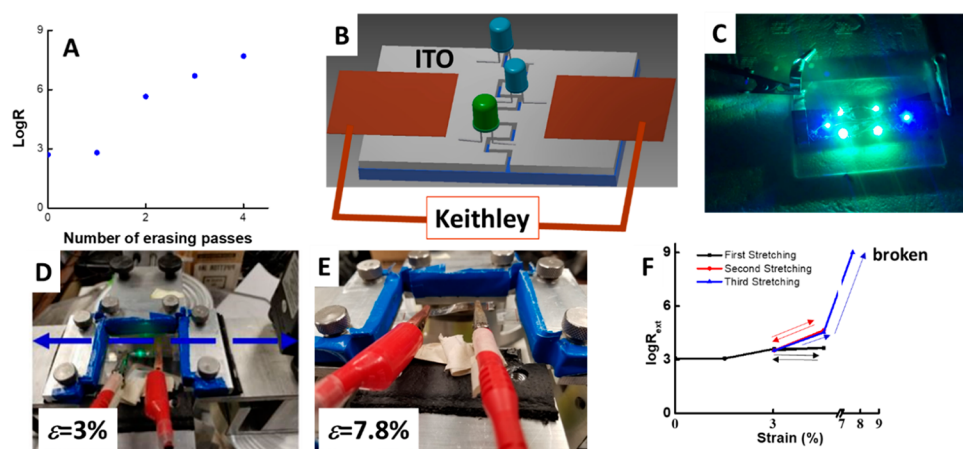 A
LogR
9
6
3
0
0
2
4
Number of erasing passes
B
ITO
Keithley
C
D
ε=3%
E
ε=7.8%
F
First Stretching
Second Stretching
Third Stretching
broken
logRext
9
6
3
0
0
3
7
8
9
Strain (%)